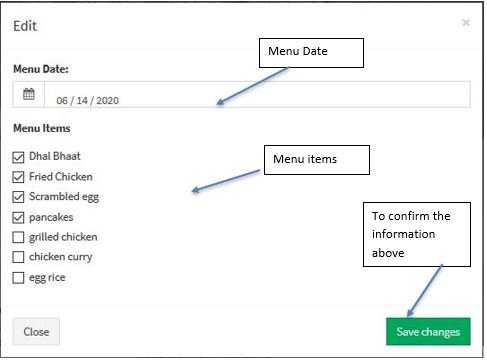 Edit
×
Menu Date
Menu Date:
06 / 14 / 2020
Menu Items
Menu items
Dhal Bhaat
Fried Chicken
Scrambled egg
pancakes
grilled chicken
chicken curry
egg rice
To confirm the
information
above
Close
Save changes